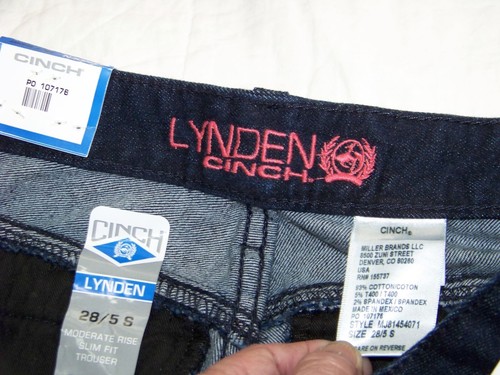 CINCH
PO 107176
LYNDEN
CINCH.
CINCH
LYNDEN
28/5 S
MODERATE RISE
SLIM FIT
TROUSER
CINCH®
MILLER BRANDS LLC
8500 ZUNI STREET
DENVER, CO 80260
USA
RN# 185737
93% COTTON/COTON
5% T400 / T400
2% SPANDEX / SPANDEX
MADE IN MEXICO
PO 107176
STYLE MJ81454071
SIZE 28/5 S
CARE ON REVERSE